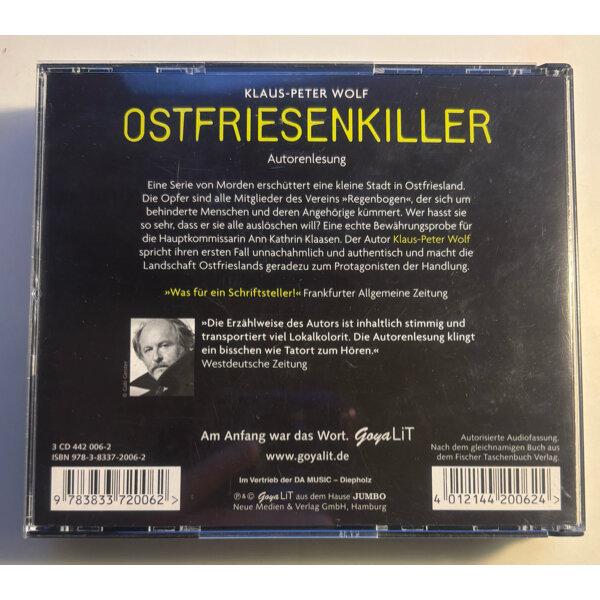 KLAUS-PETER WOLF
OSTFRIESENKILLER
Autorenlesung
Eine Serie von Morden erschüttert eine kleine Stadt in Ostfriesland.
Die Opfer sind alle Mitglieder des Vereins »Regenbogen«, der sich um
behinderte Menschen und deren Angehörige kümmert. Wer hasst sie
so sehr, dass er sie alle auslöschen will? Eine echte Bewährungsprobe für
die Hauptkommissarin Ann Kathrin Klaasen. Der Autor Klaus-Peter Wolf
spricht ihren ersten Fall unnachahmlich und authentisch und macht die
Landschaft Ostfrieslands geradezu zum Protagonisten der Handlung.
»Was für ein Schriftsteller!« Frankfurter Allgemeine Zeitung
»Die Erzählweise des Autors ist inhaltlich stimmig und
transportiert viel Lokalkolorit. Die Autorenlesung klingt
ein bisschen wie Tatort zum Hören.«
Westdeutsche Zeitung
© Gabi Gerster
Am Anfang war das Wort. GoyaLiT
www.goyalit.de
3 CD 442 006-2
ISBN 978-3-8337-2006-2
9 783833 720062 >
Im Vertrieb der DA MUSIC – Diepholz
℗ & © GoyaLiT aus dem Hause JUMBO
Neue Medien & Verlag GmbH, Hamburg
Autorisierte Audiofassung.
Nach dem gleichnamigen Buch aus
dem Fischer Taschenbuch Verlag.
4 012144 200624 >